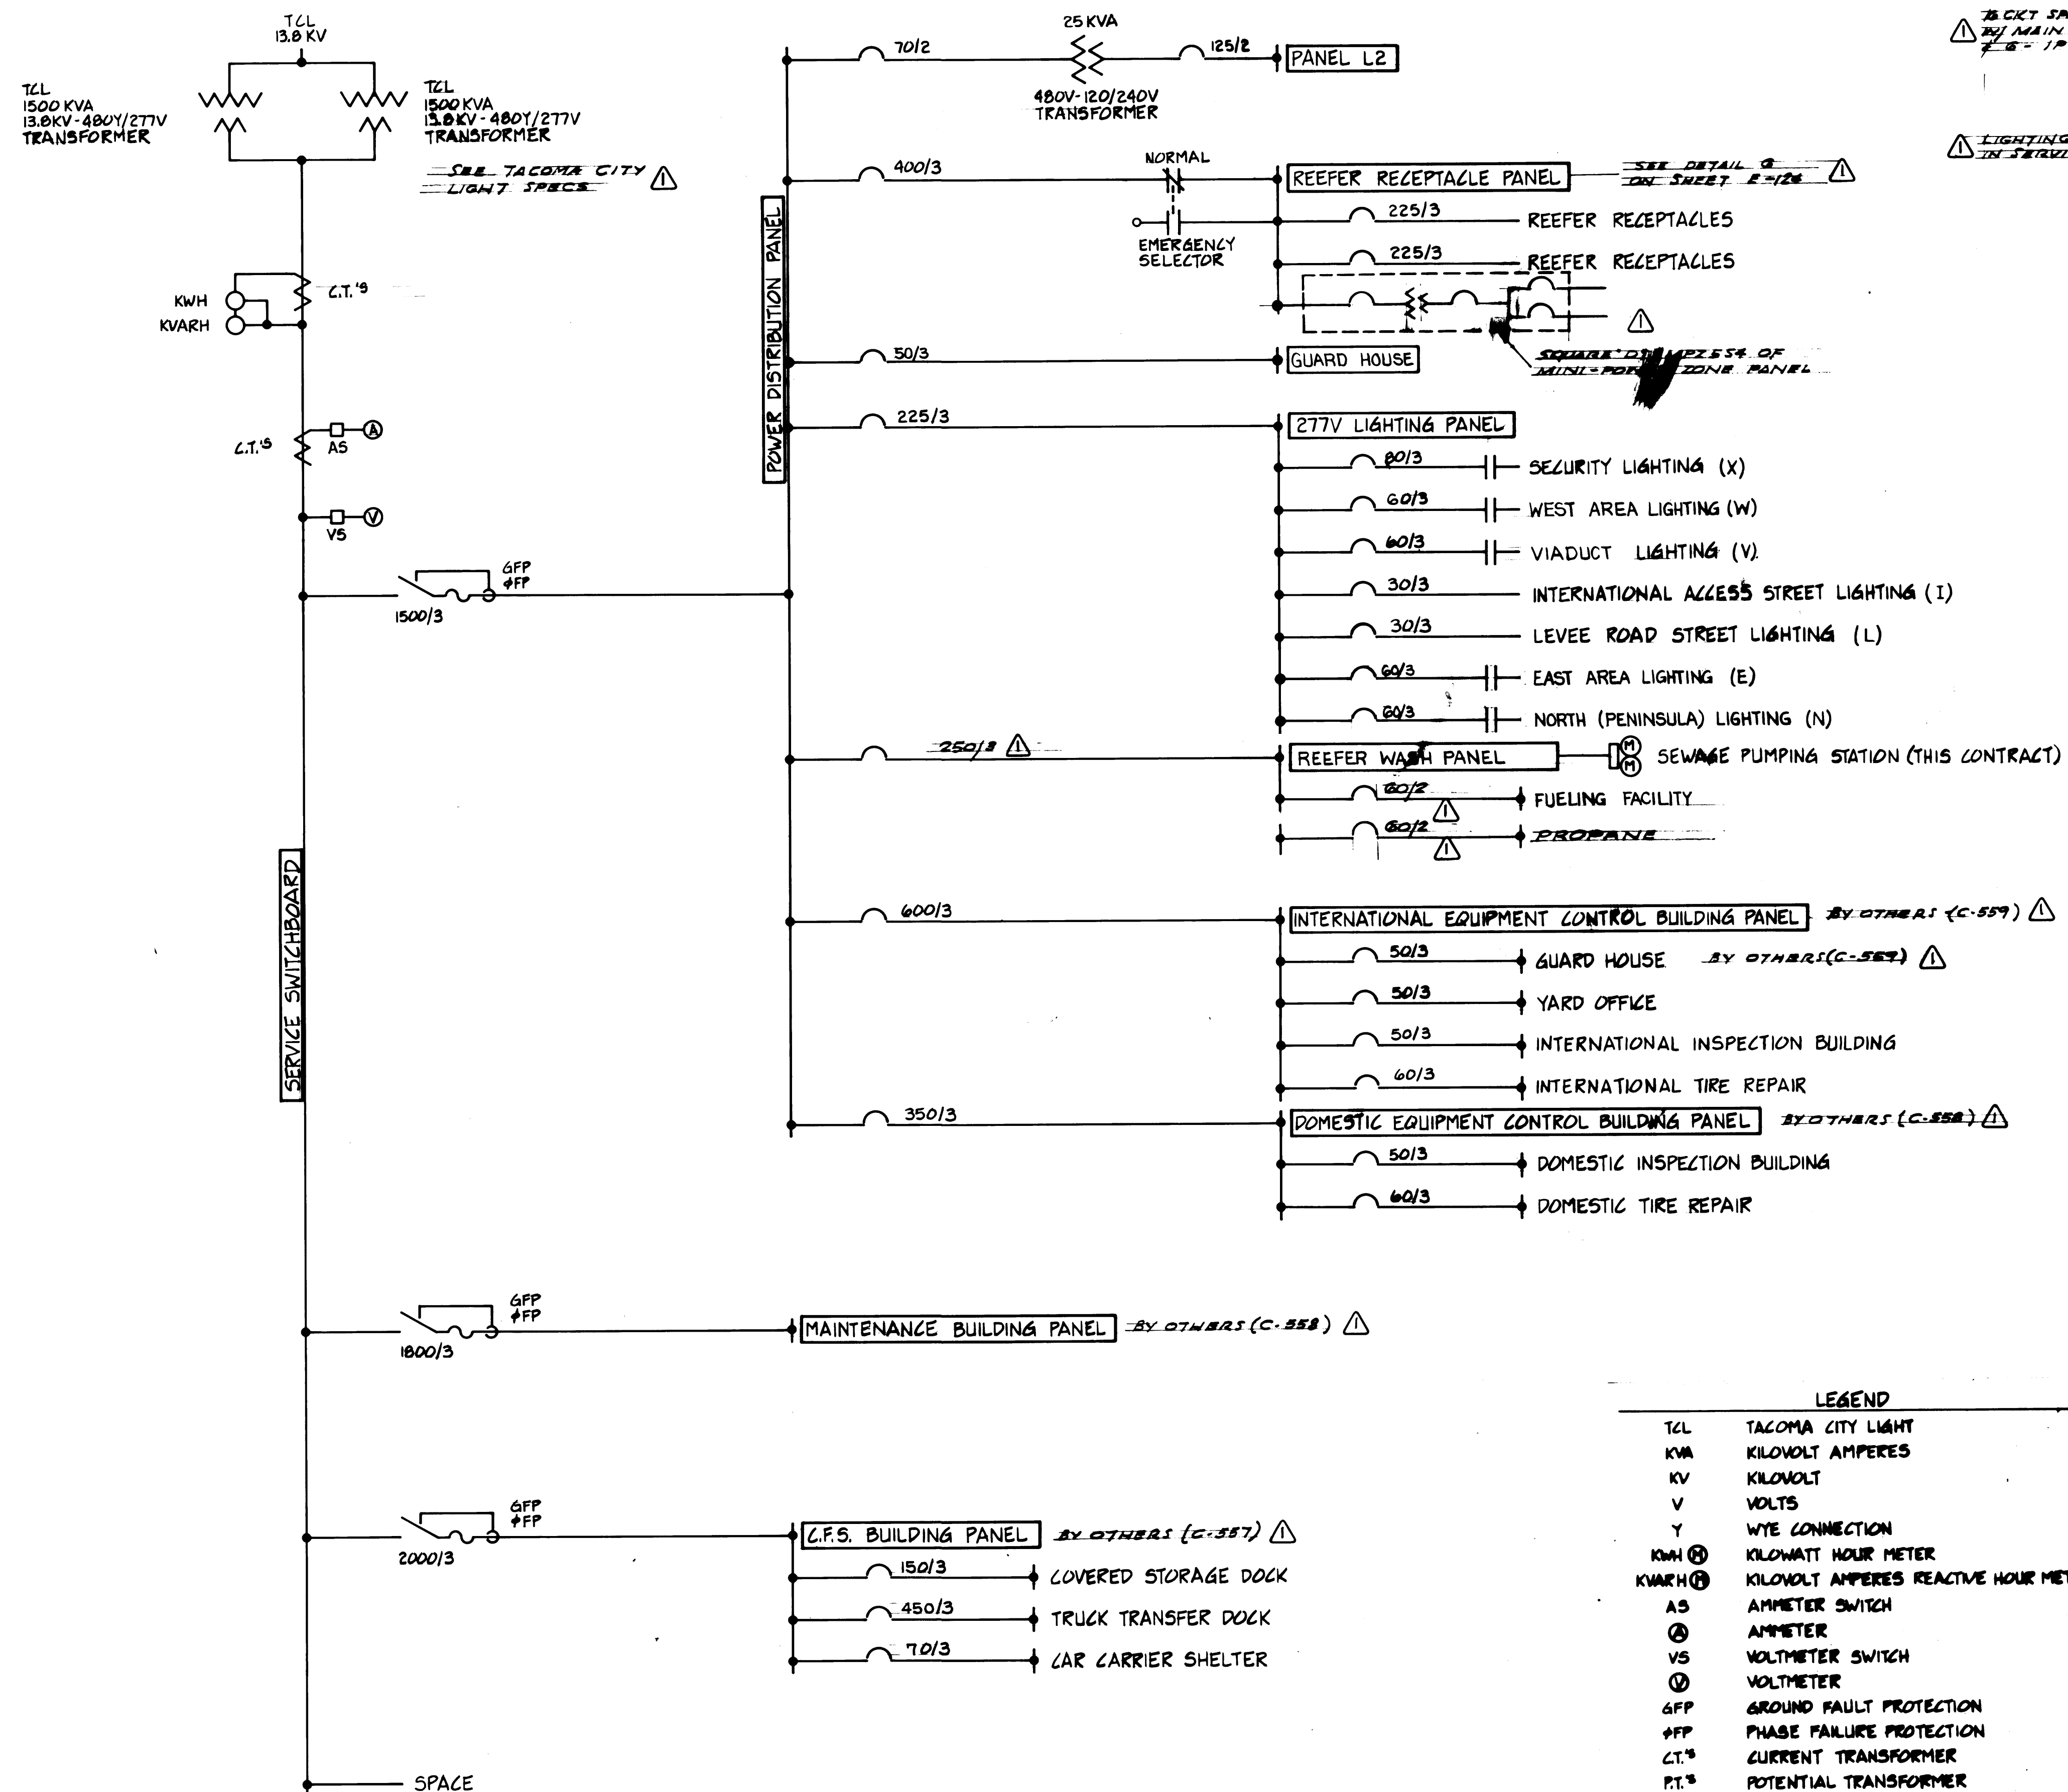 TCL
13.8 KV
TCL
1500 KVA
13.8KV-480Y/277V
TRANSFORMER
TCL
1500 KVA
13.8KV-480Y/277V
TRANSFORMER
SEE TACOMA CITY
LIGHT SPECS
KWH
KVARH
C.T.'S
C.T.'S
AS
A
VS
V
GFP
ϕFP
1500/3
SERVICE SWITCHBOARD
GFP
ϕFP
1800/3
GFP
ϕFP
2000/3
SPACE
POWER DISTRIBUTION PANEL
70/2
25 KVA
480V-120/240V
TRANSFORMER
125/2
PANEL L2
400/3
NORMAL
EMERGENCY
SELECTOR
REEFER RECEPTACLE PANEL
SEE DETAIL G
ON SHEET E-126
225/3
REEFER RECEPTACLES
225/3
REEFER RECEPTACLES
50/3
GUARD HOUSE
ZONE PANEL
225/3
277V LIGHTING PANEL
80/3
SECURITY LIGHTING (X)
60/3
WEST AREA LIGHTING (W)
60/3
VIADUCT LIGHTING (V)
30/3
INTERNATIONAL ACCESS STREET LIGHTING (I)
30/3
LEVEE ROAD STREET LIGHTING (L)
60/3
EAST AREA LIGHTING (E)
60/3
NORTH (PENINSULA) LIGHTING (N)
250/3
REEFER WASH PANEL
M
M
SEWAGE PUMPING STATION (THIS CONTRACT)
60/2
FUELING FACILITY
60/2
PROPANE
600/3
INTERNATIONAL EQUIPMENT CONTROL BUILDING PANEL
BY OTHERS (C-559)
50/3
GUARD HOUSE
BY OTHERS (C-559)
50/3
YARD OFFICE
50/3
INTERNATIONAL INSPECTION BUILDING
60/3
INTERNATIONAL TIRE REPAIR
350/3
DOMESTIC EQUIPMENT CONTROL BUILDING PANEL
BY OTHERS (C-558)
50/3
DOMESTIC INSPECTION BUILDING
60/3
DOMESTIC TIRE REPAIR
MAINTENANCE BUILDING PANEL
BY OTHERS (C-558)
C.F.S. BUILDING PANEL
BY OTHERS (C-557)
150/3
COVERED STORAGE DOCK
450/3
TRUCK TRANSFER DOCK
70/3
CAR CARRIER SHELTER
CKT
MAIN
LIGHTING
IN
LEGEND
TCL TACOMA CITY LIGHT
KVA KILOVOLT AMPERES
KV KILOVOLT
V VOLTS
Y WYE CONNECTION
KWH M KILOWATT HOUR METER
KVARH M KILOVOLT AMPERES REACTIVE HOUR
AS AMMETER SWITCH
A AMMETER
VS VOLTMETER SWITCH
V VOLTMETER
GFP GROUND FAULT PROTECTION
ϕFP PHASE FAILURE PROTECTION
C.T.'S CURRENT TRANSFORMER
P.T.'S POTENTIAL TRANSFORMER